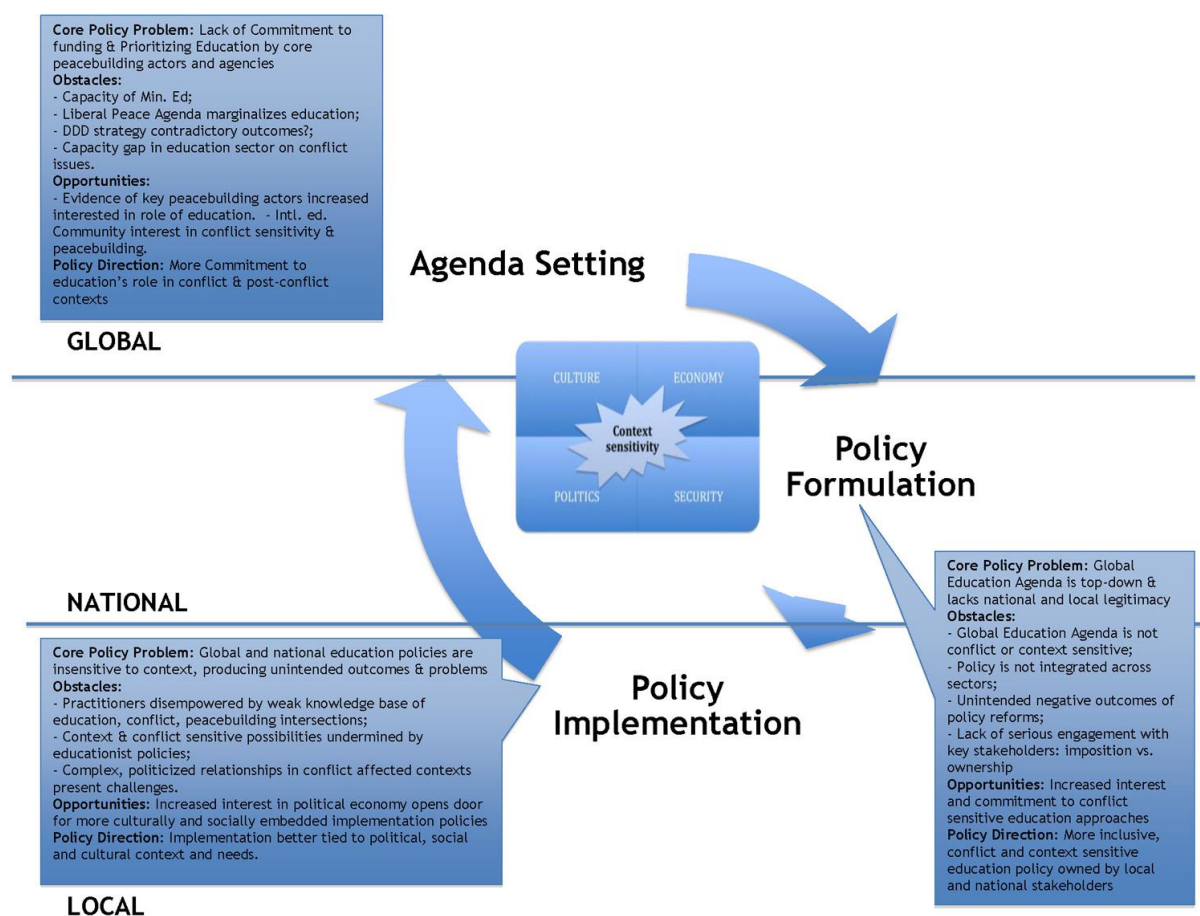 Core Policy Problem: Lack of Commitment to
funding & Prioritizing Education by core
peacebuilding actors and agencies
Obstacles:
- Capacity of Min. Ed;
- Liberal Peace Agenda marginalizes education;
- DDD strategy contradictory outcomes?;
- Capacity gap in education sector on conflict
issues.
Opportunities:
- Evidence of key peacebuilding actors increased
interested in role of education.  - Intl. ed.
Community interest in conflict sensitivity &
peacebuilding.
Policy Direction: More Commitment to
education's role in conflict & post-conflict
contexts
GLOBAL
Agenda Setting
CULTURE
ECONOMY
Context
sensitivity
POLITICS
SECURITY
Policy
Formulation
NATIONAL
Core Policy Problem: Global
Education Agenda is top-down &
lacks national and local legitimacy
Obstacles:
- Global Education Agenda is not
conflict or context sensitive;
- Policy is not integrated across
sectors;
- Unintended negative outcomes of
policy reforms;
- Lack of serious engagement with
key stakeholders: imposition vs.
ownership
Opportunities: Increased interest
and commitment to conflict
sensitive education approaches
Policy Direction: More inclusive,
conflict and context sensitive
education policy owned by local
and national stakeholders
Policy
Implementation
Core Policy Problem: Global and national education policies are
insensitive to context, producing unintended outcomes & problems
Obstacles:
- Practitioners disempowered by weak knowledge base of
education, conflict, peacebuilding intersections;
- Context & conflict sensitive possibilities undermined by
educationist policies;
- Complex, politicized relationships in conflict affected contexts
present challenges.
Opportunities: Increased interest in political economy opens door
for more culturally and socially embedded implementation policies
Policy Direction: Implementation better tied to political, social
and cultural context and needs.
LOCAL